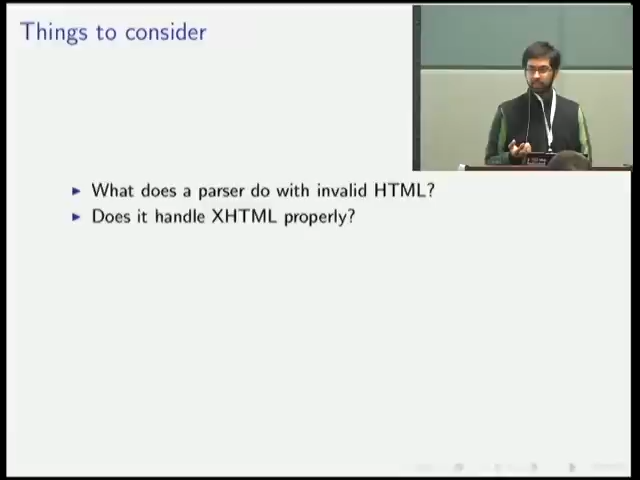 Things to consider
What does a parser do with invalid HTML?
Does it handle XHTML properly?